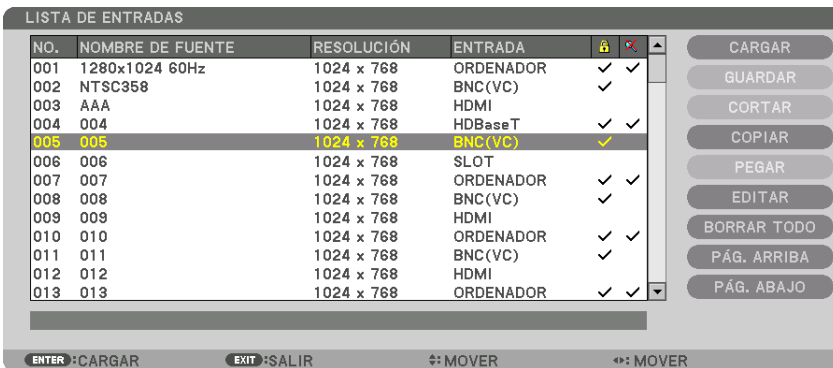 LISTA DE ENTRADAS
NO. NOMBRE DE FUENTE RESOLUCIÓN ENTRADA
001 1280x1024 60Hz 1024 x 768 ORDENADOR
002 NTSC358 1024 x 768 BNC(VC)
003 AAA 1024 x 768 HDMI
004 004 1024 x 768 HDBaseT
005 005 1024 x 768 BNC(VC)
006 006 1024 x 768 SLOT
007 007 1024 x 768 ORDENADOR
008 008 1024 x 768 BNC(VC)
009 009 1024 x 768 HDMI
010 010 1024 x 768 ORDENADOR
011 011 1024 x 768 BNC(VC)
012 012 1024 x 768 HDMI
013 013 1024 x 768 ORDENADOR
CARGAR
GUARDAR
CORTAR
COPIAR
PEGAR
EDITAR
BORRAR TODO
PÁG. ARRIBA
PÁG. ABAJO
ENTER :CARGAR EXIT :SALIR :MOVER :MOVER